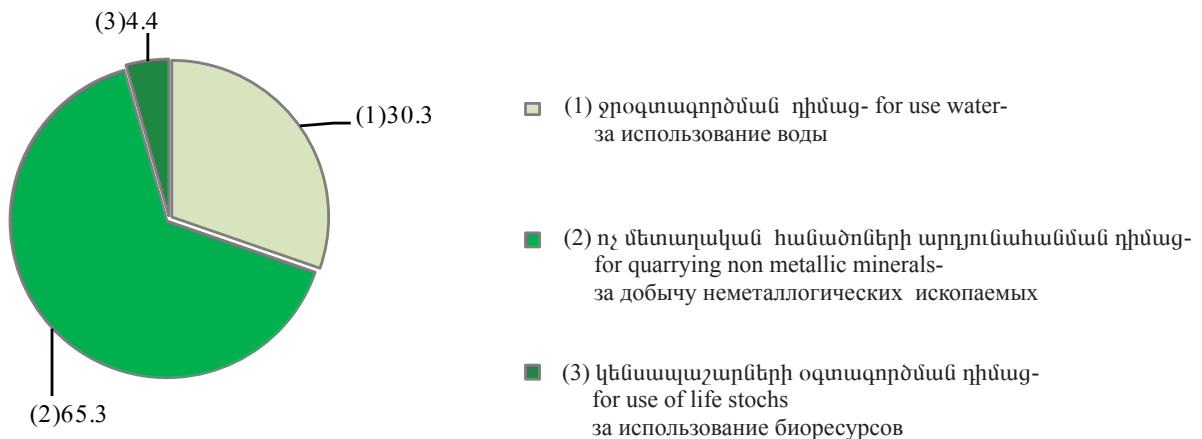 (3)4.4
(1)30.3
(2)65.3
(1) ջրօգտագործման դիմաց- for use water-
за использование воды
(2) ոչ մետաղական հանածոների արդյունահանման դիմաց-
for quarrying non metallic minerals-
за добычу неметаллогических ископаемых
(3) կենսապաշարների օգտագործման դիմաց-
for use of life stochs
за использование биоресурсов